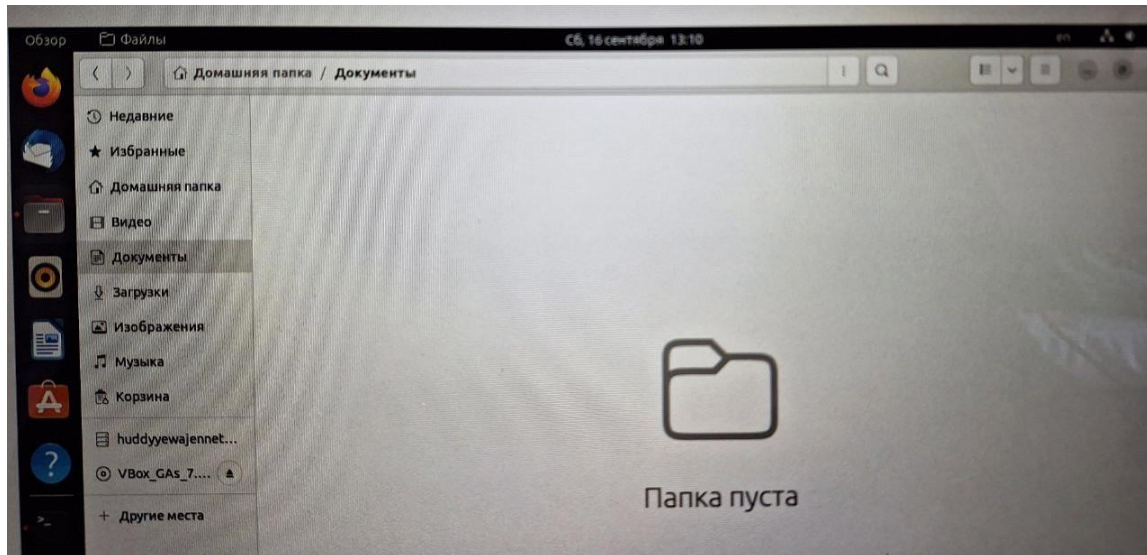 Обзор Файлы Сб, 16 сентября 13:10 en
Домашняя папка / Документы
Недавние
Избранные
Домашняя папка
Видео
Документы
Загрузки
Изображения
Музыка
Корзина
huddyyewajennet...
VBox_GAs_7....
+ Другие места
Папка пуста